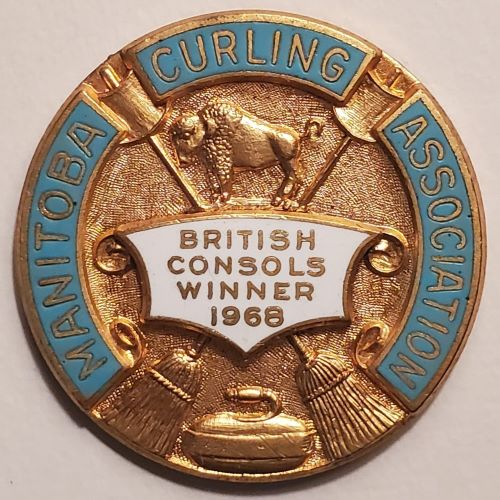 MANITOBA
CURLING
ASSOCIATION
BRITISH
CONSOLS
WINNER
1968